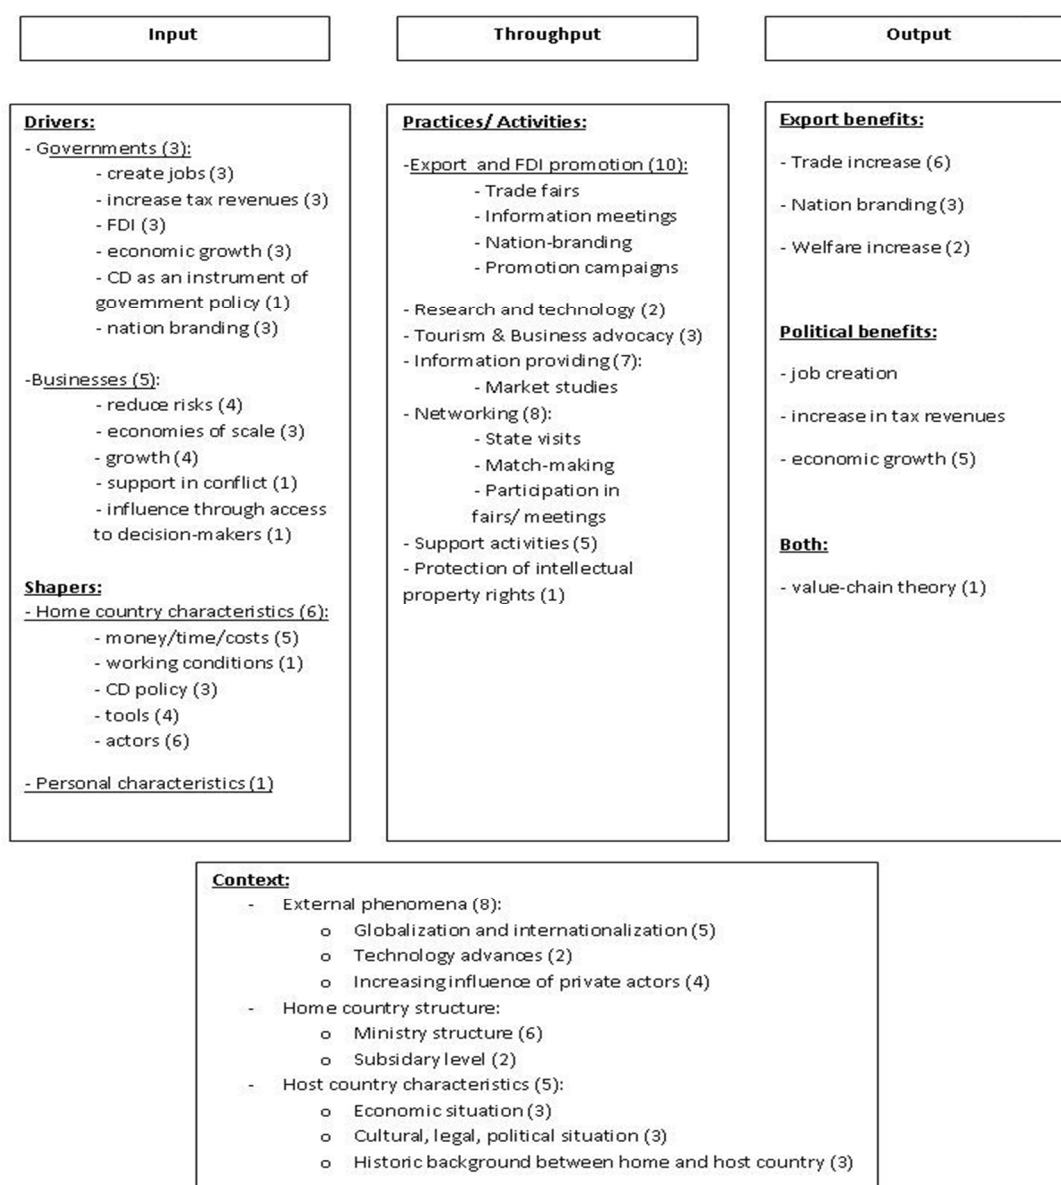 Input
Throughput
Output
Drivers:
- Governments (3):
- create jobs (3)
- increase tax revenues (3)
- FDI (3)
- economic growth (3)
- CD as an instrument of
government policy (1)
- nation branding (3)
-Businesses (5):
- reduce risks (4)
- economies of scale (3)
- growth (4)
- support in conflict (1)
- influence through access
to decision-makers (1)
Shapers:
- Home country characteristics (6):
- money/time/costs (5)
- working conditions (1)
- CD policy (3)
- tools (4)
- actors (6)
- Personal characteristics (1)
Practices/ Activities:
-Export and FDI promotion (10):
- Trade fairs
- Information meetings
- Nation-branding
- Promotion campaigns
- Research and technology (2)
- Tourism & Business advocacy (3)
- Information providing (7):
- Market studies
- Networking (8):
- State visits
- Match-making
- Participation in
fairs/ meetings
- Support activities (5)
- Protection of intellectual
property rights (1)
Export benefits:
- Trade increase (6)
- Nation branding (3)
- Welfare increase (2)
Political benefits:
- job creation
- increase in tax revenues
- economic growth (5)
Both:
- value-chain theory (1)
Context:
- External phenomena (8):
o Globalization and internationalization (5)
o Technology advances (2)
o Increasing influence of private actors (4)
- Home country structure:
o Ministry structure (6)
o Subsidary level (2)
- Host country characteristics (5):
o Economic situation (3)
o Cultural, legal, political situation (3)
o Historic background between home and host country (3)